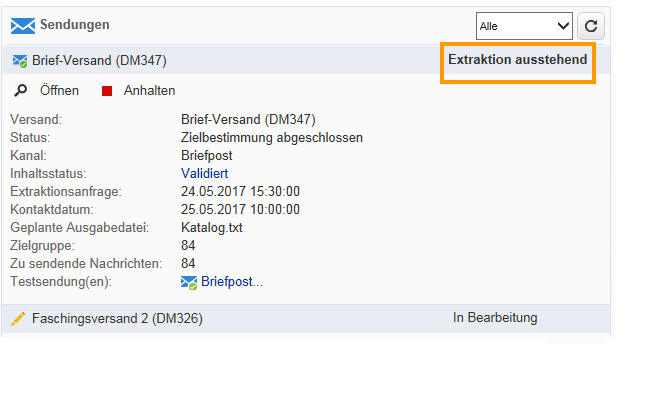 Sendungen
Alle
Brief-Versand (DM347) Extraktion ausstehend
Öffnen Anhalten
Versand: Brief-Versand (DM347)
Status: Zielbestimmung abgeschlossen
Kanal: Briefpost
Inhaltsstatus: Validiert
Extraktionsanfrage: 24.05.2017 15:30:00
Kontaktdatum: 25.05.2017 10:00:00
Geplante Ausgabedatei: Katalog.txt
Zielgruppe: 84
Zu sendende Nachrichten: 84
Testsendung(en): Briefpost...
Faschingsversand 2 (DM326) In Bearbeitung